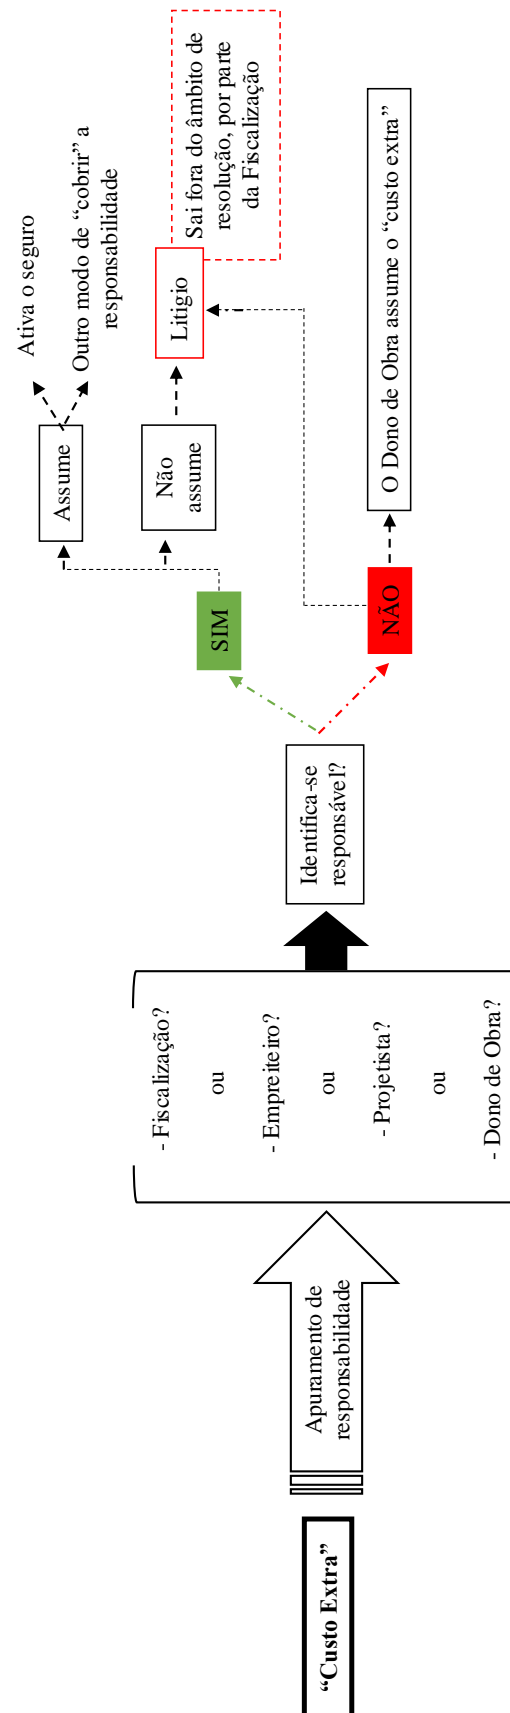 “Custo Extra”
Apuramento de
responsabilidade
- Fiscalização?
ou
- Empreiteiro?
ou
- Projetista?
ou
- Dono de Obra?
Identifica-se
responsável?
SIM
NÃO
Assume
Não
assume
Ativa o seguro
Outro modo de “cobrir” a
responsabilidade
Litigio
Sai fora do âmbito de
resolução, por parte
da Fiscalização
O Dono de Obra assume o “custo extra”